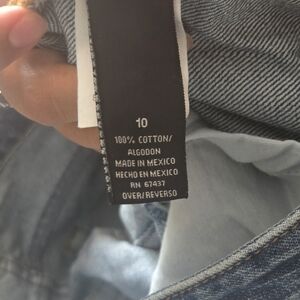 10
100% COTTON/
ALGODON
MADE IN MEXICO
HECHO EN MEXICO
RN 67437
OVER/REVERSO